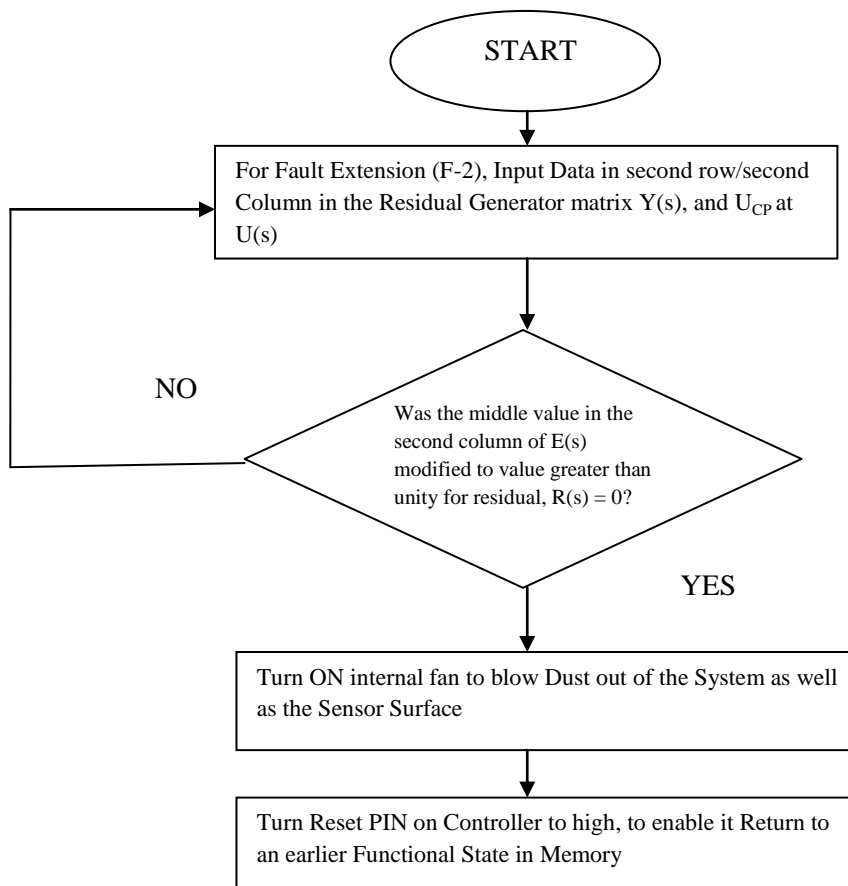 START
For Fault Extension (F-2), Input Data in second row/second
Column in the Residual Generator matrix Y(s), and U_CP at
U(s)
NO
Was the middle value in the
second column of E(s)
modified to value greater than
unity for residual, R(s) = 0?
YES
Turn ON internal fan to blow Dust out of the System as well
as the Sensor Surface
Turn Reset PIN on Controller to high, to enable it Return to
an earlier Functional State in Memory